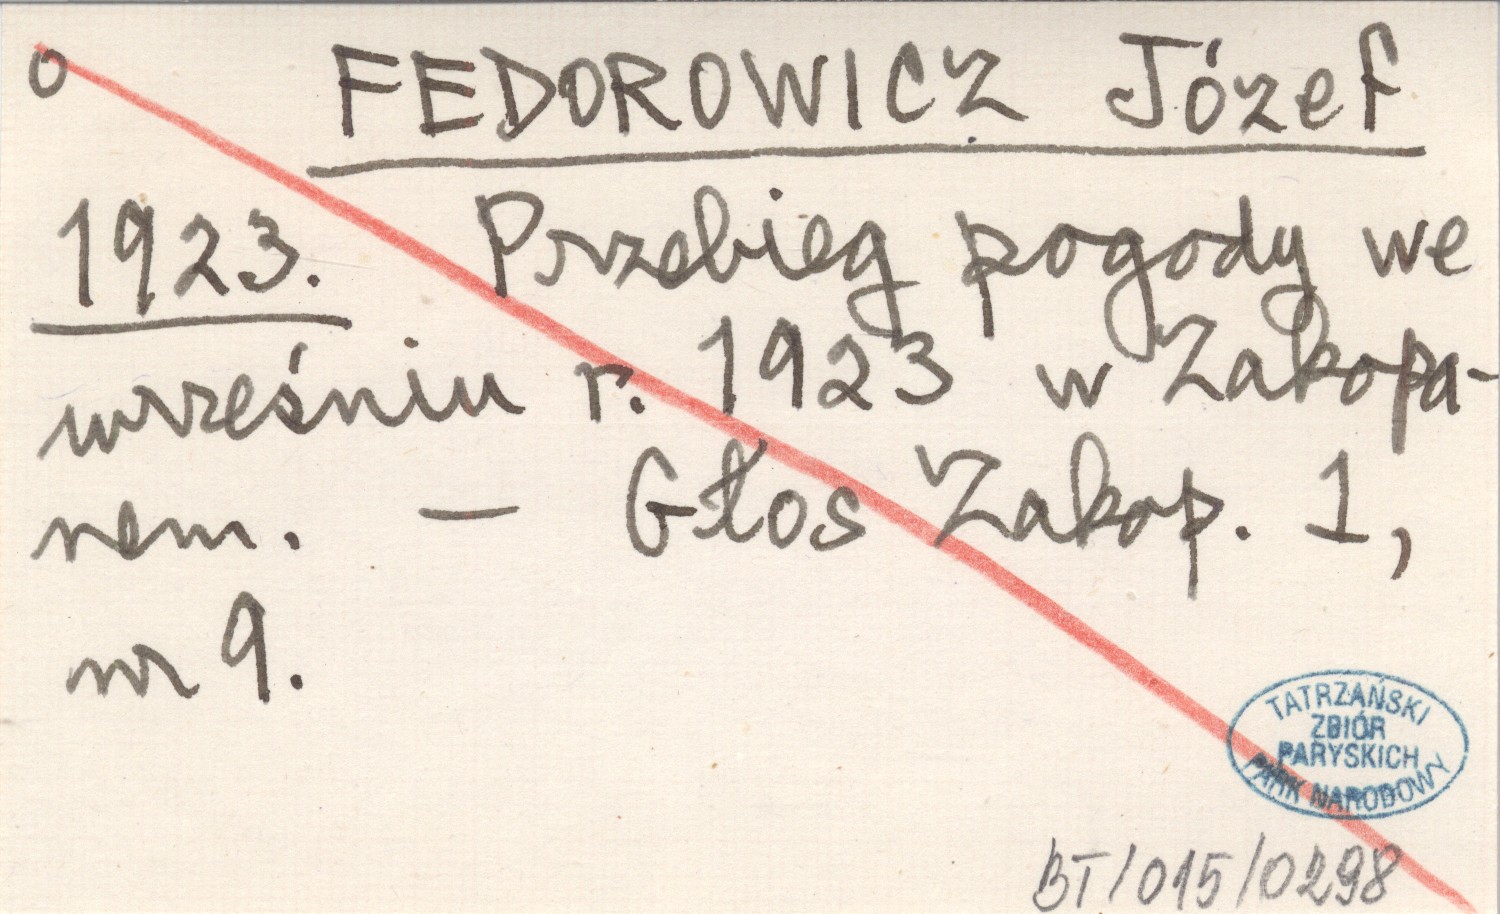 o FEDOROWICZ Józef
1923. Przebieg pogody we
wrześniu r. 1923 w Zakopa-
nem. — Głos Zakop. 1,
nr 9.
TATRZAŃSKI
ZBIÓR
PARYSKICH
PARK NARODOWY
BT/015/0298